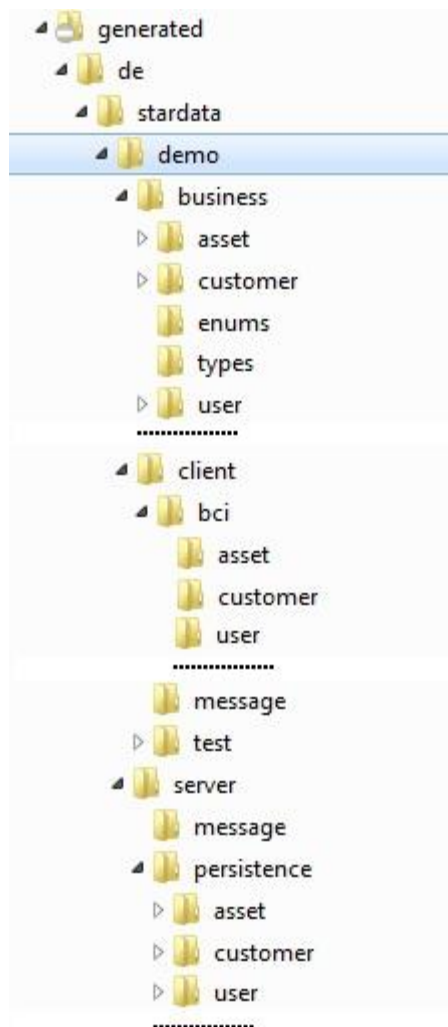 generated
de
stardata
demo
business
asset
customer
enums
types
user
client
bci
asset
customer
user
message
test
server
message
persistence
asset
customer
user